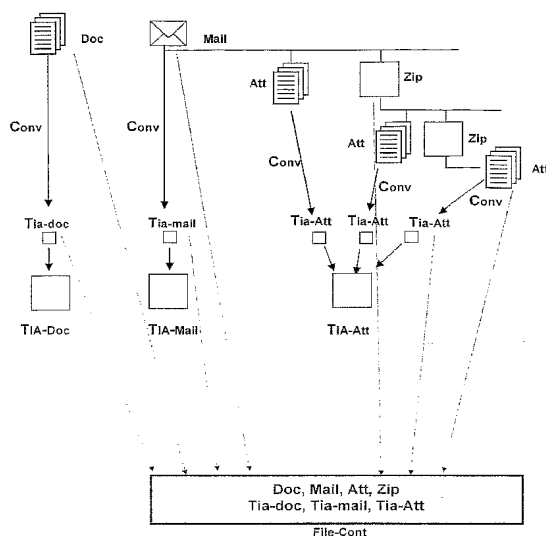 Doc
Mail
Att
Zip
Conv
Conv
Conv
Att
Zip
Att
Conv
Conv
Tia-doc
Tia-mail
Tia-Att
Tia-Att
Tia-Att
TIA-Doc
TIA-Mail
TIA-Att
Doc, Mail, Att, Zip
Tia-doc, Tia-mail, Tia-Att
File-Cont